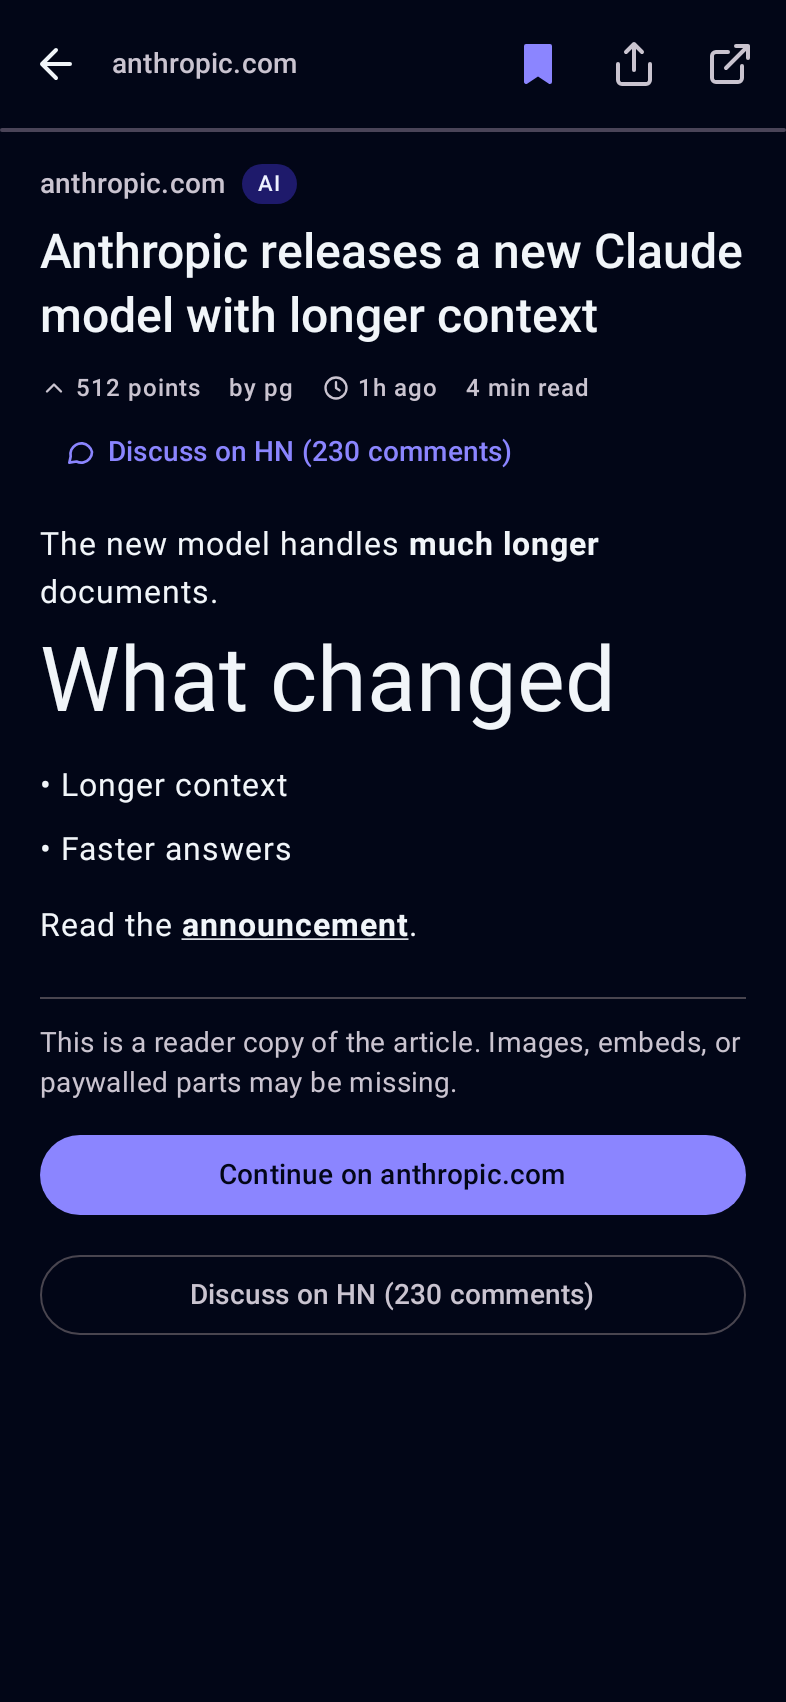 anthropic.com
anthropic.com AI
Anthropic releases a new Claude
model with longer context
512 points by pg 1h ago 4 min read
Discuss on HN (230 comments)
The new model handles much longer
documents.
What changed
• Longer context
• Faster answers
Read the announcement.
This is a reader copy of the article. Images, embeds, or
paywalled parts may be missing.
Continue on anthropic.com
Discuss on HN (230 comments)